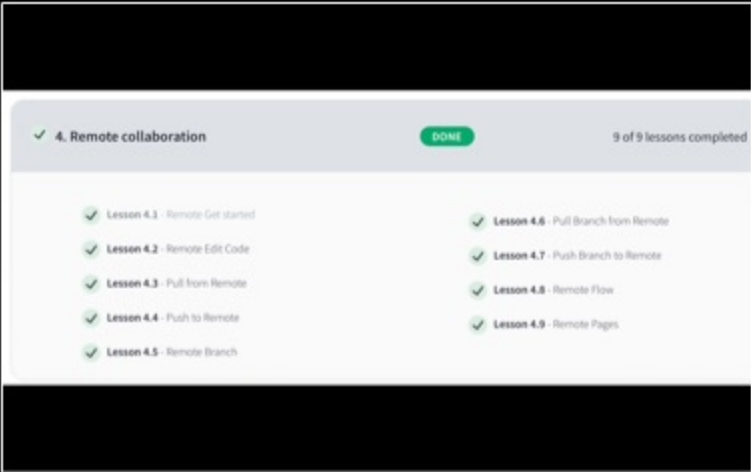 4. Remote collaboration
DONE
9 of 9 lessons completed
Lesson 4.1 - Remote Get started
Lesson 4.2 - Remote Edit Code
Lesson 4.3 - Pull from Remote
Lesson 4.4 - Push to Remote
Lesson 4.5 - Remote Branch
Lesson 4.6 - Pull Branch from Remote
Lesson 4.7 - Push Branch to Remote
Lesson 4.8 - Remote Flow
Lesson 4.9 - Remote Pages